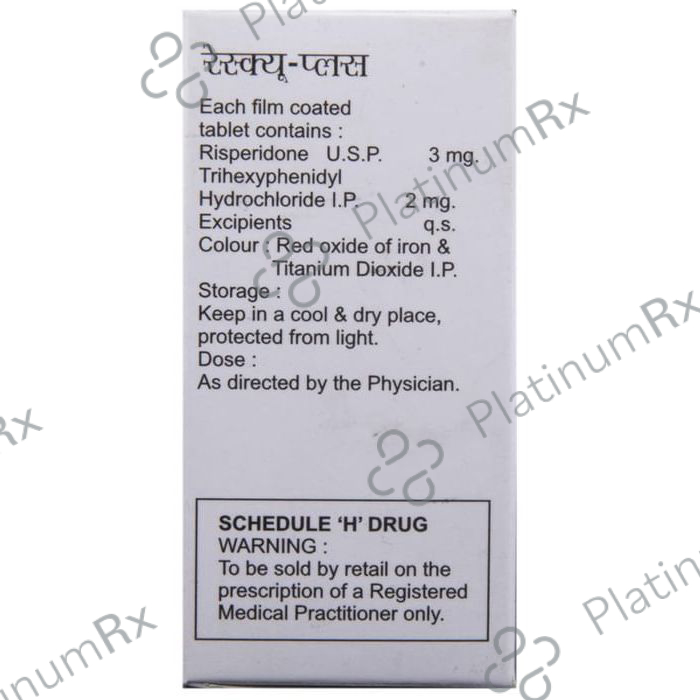 रेस्क्यू-प्लस
Each film coated
tablet contains :
Risperidone U.S.P. 3 mg.
Trihexyphenidyl
Hydrochloride I.P. 2 mg.
Excipients q.s.
Colour : Red oxide of iron &
Titanium Dioxide I.P.
Storage :
Keep in a cool & dry place,
protected from light.
Dose :
As directed by the Physician.
SCHEDULE 'H' DRUG
WARNING :
To be sold by retail on the
prescription of a Registered
Medical Practitioner only.
PlatinumRx
PlatinumRx
PlatinumRx
PlatinumRx
tinumRx
Rx